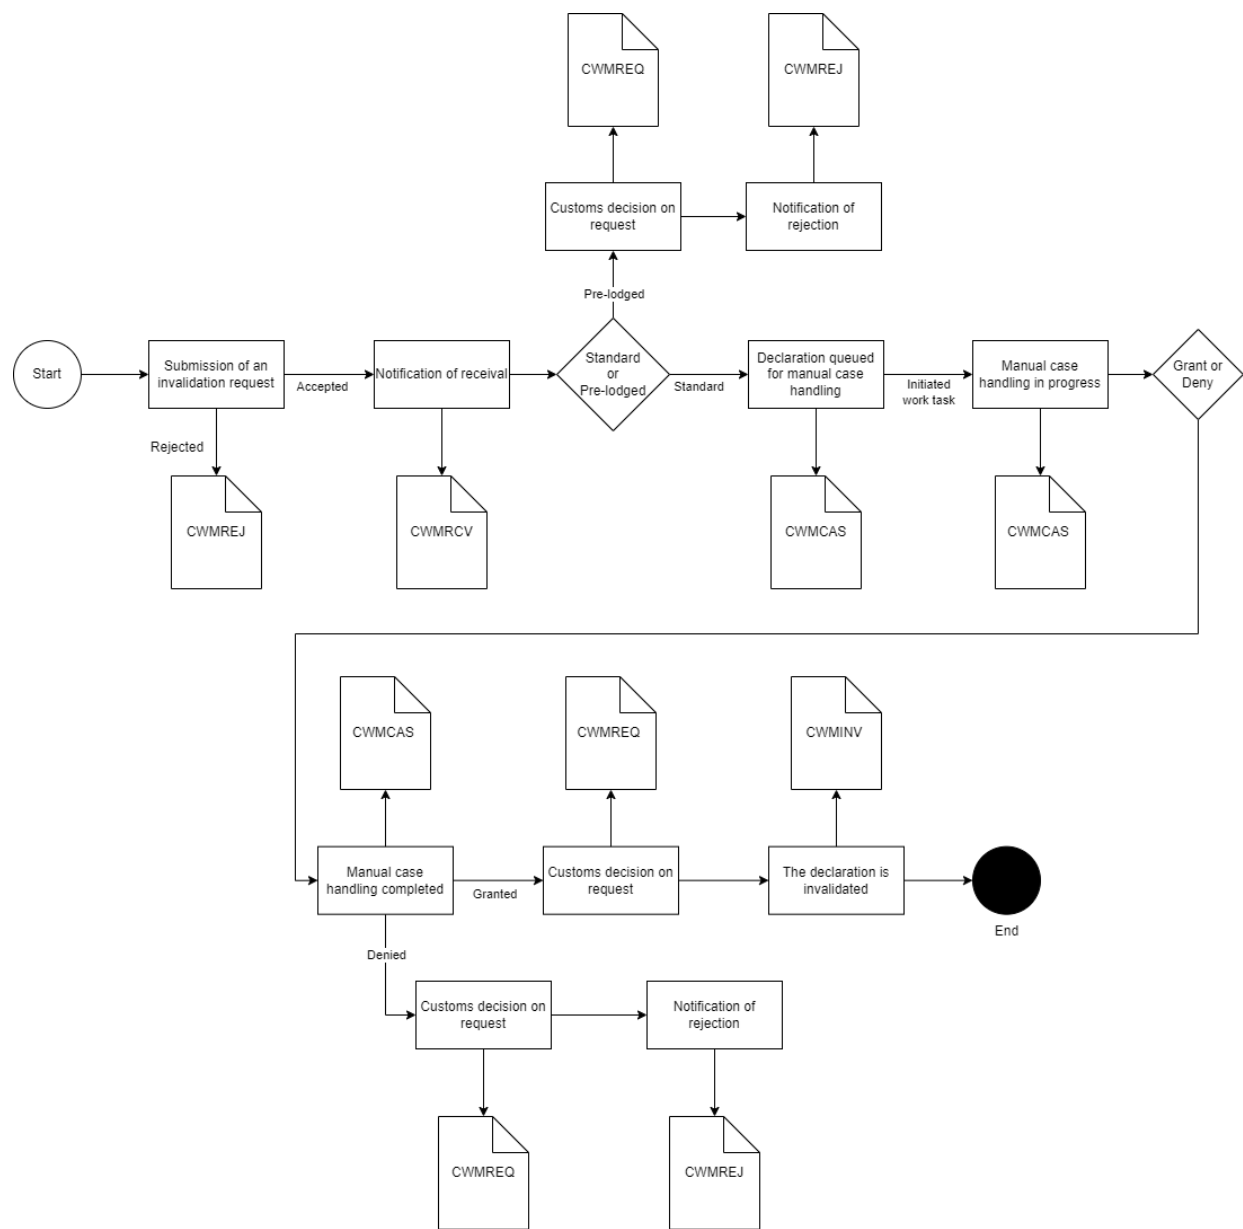 CWMREQ
CWMREJ
Customs decision on
request
Notification of
rejection
Pre-lodged
Start
Submission of an
invalidation request
Accepted
Notification of receival
Standard
or
Pre-lodged
Standard
Declaration queued
for manual case
handling
Initiated
work task
Manual case
handling in progress
Grant or
Deny
Rejected
CWMREJ
CWMRCV
CWMCAS
CWMCAS
CWMCAS
CWMREQ
CWMINV
Manual case
handling completed
Granted
Customs decision on
request
The declaration is
invalidated
End
Denied
Customs decision on
request
Notification of
rejection
CWMREQ
CWMREJ